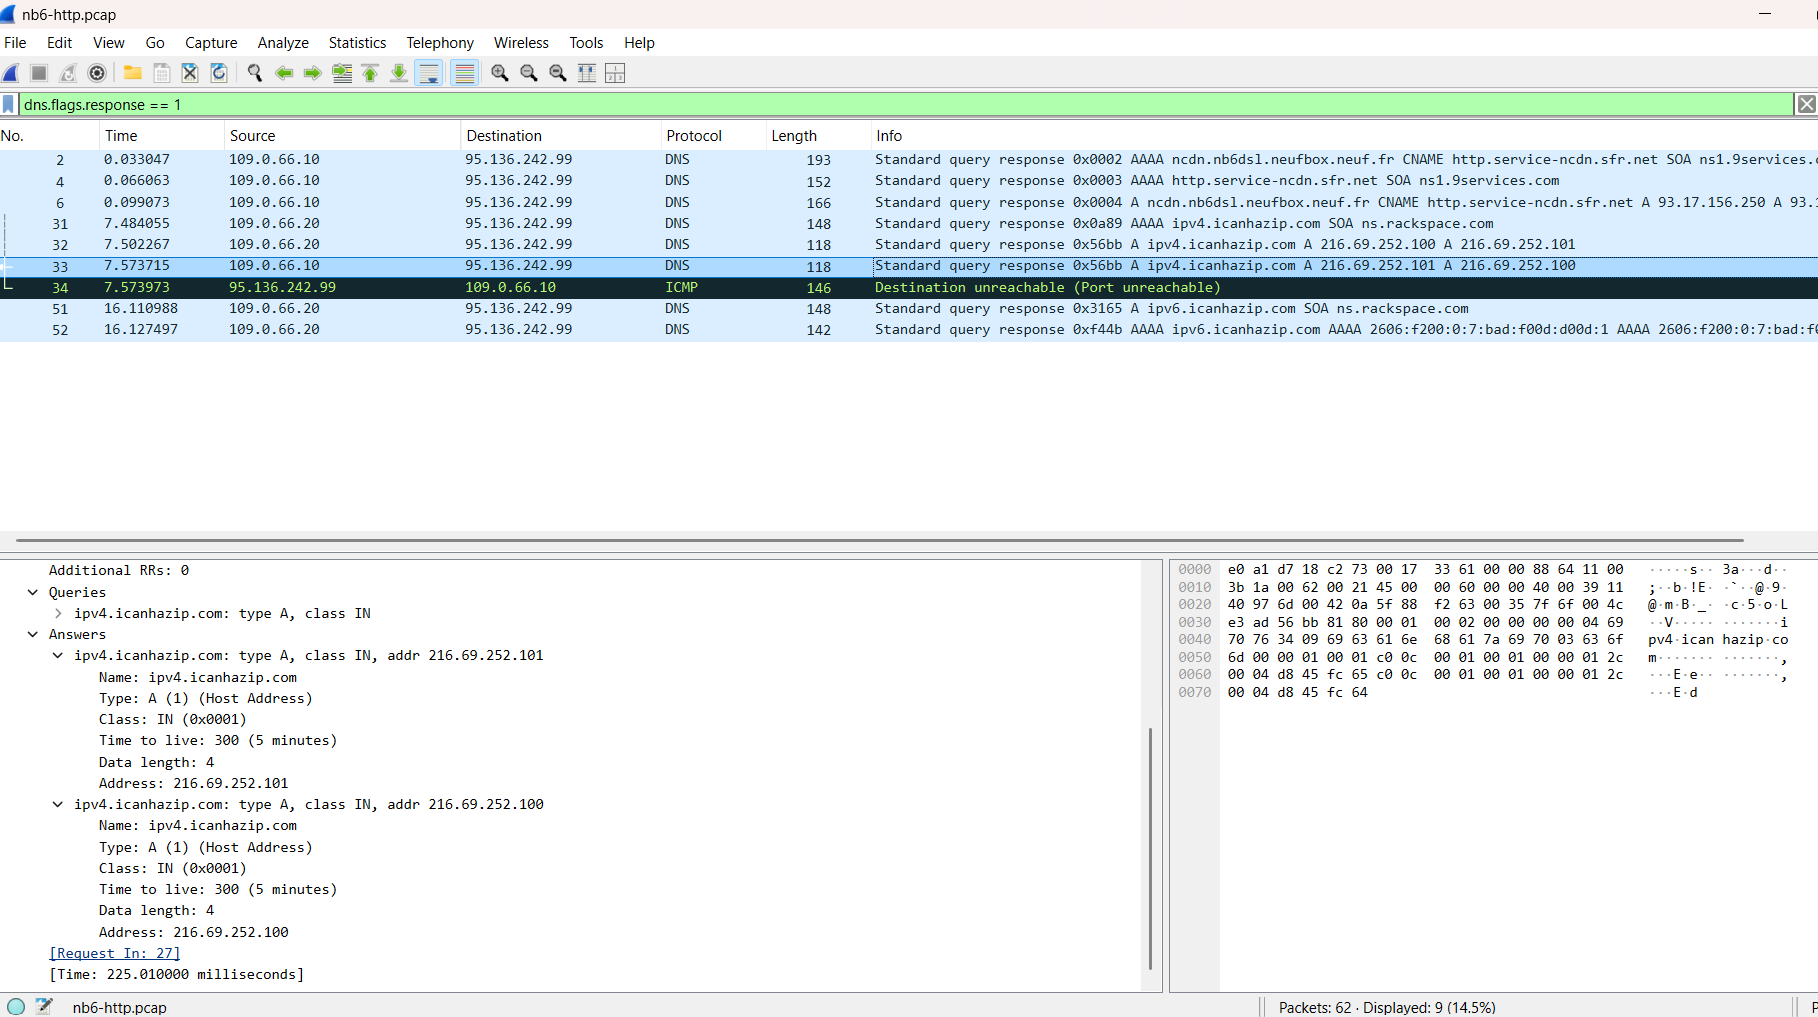 nb6-http.pcap
File Edit View Go Capture Analyze Statistics Telephony Wireless Tools Help
dns.flags.response == 1
No. Time Source Destination Protocol Length Info
2 0.033047 109.0.66.10 95.136.242.99 DNS 193 Standard query response 0x0002 AAAA ncdn.nb6dsl.neufbox.neuf.fr CNAME http.service-ncdn.sfr.net SOA ns1.9services.
4 0.066063 109.0.66.10 95.136.242.99 DNS 152 Standard query response 0x0003 AAAA http.service-ncdn.sfr.net SOA ns1.9services.com
6 0.099073 109.0.66.10 95.136.242.99 DNS 166 Standard query response 0x0004 A ncdn.nb6dsl.neufbox.neuf.fr CNAME http.service-ncdn.sfr.net A 93.17.156.250 A 93.1
31 7.484055 109.0.66.20 95.136.242.99 DNS 148 Standard query response 0x0a89 AAAA ipv4.icanhazip.com SOA ns.rackspace.com
32 7.502267 109.0.66.20 95.136.242.99 DNS 118 Standard query response 0x56bb A ipv4.icanhazip.com A 216.69.252.100 A 216.69.252.101
33 7.573715 109.0.66.10 95.136.242.99 DNS 118 Standard query response 0x56bb A ipv4.icanhazip.com A 216.69.252.101 A 216.69.252.100
34 7.573973 95.136.242.99 109.0.66.10 ICMP 146 Destination unreachable (Port unreachable)
51 16.110988 109.0.66.20 95.136.242.99 DNS 148 Standard query response 0x3165 A ipv6.icanhazip.com SOA ns.rackspace.com
52 16.127497 109.0.66.20 95.136.242.99 DNS 142 Standard query response 0xf44b AAAA ipv6.icanhazip.com AAAA 2606:f200:0:7:bad:f00d:d00d:1 AAAA 2606:f200:0:7:bad:f
Additional RRs: 0
Queries
ipv4.icanhazip.com: type A, class IN
Answers
ipv4.icanhazip.com: type A, class IN, addr 216.69.252.101
Name: ipv4.icanhazip.com
Type: A (1) (Host Address)
Class: IN (0x0001)
Time to live: 300 (5 minutes)
Data length: 4
Address: 216.69.252.101
ipv4.icanhazip.com: type A, class IN, addr 216.69.252.100
Name: ipv4.icanhazip.com
Type: A (1) (Host Address)
Class: IN (0x0001)
Time to live: 300 (5 minutes)
Data length: 4
Address: 216.69.252.100
[Request In: 27]
[Time: 225.010000 milliseconds]
0000 e0 a1 d7 18 c2 73 00 17 33 61 00 00 88 64 11 00 ·····s·· 3a···d··
0010 3b 1a 00 62 00 21 45 00 00 60 00 00 40 00 39 11 ;··b·!E· ·`··@·9·
0020 40 97 6d 00 42 0a 5f 88 f2 63 00 35 7f 6f 00 4c @·m·B·_· ·c·5·o·L
0030 e3 ad 56 bb 81 80 00 01 00 02 00 00 00 00 04 69 ··V····· ·······i
0040 70 76 34 09 69 63 61 6e 68 61 7a 69 70 03 63 6f pv4·ican hazip·co
0050 6d 00 00 01 00 01 c0 0c 00 01 00 01 00 00 01 2c m······· ·······,
0060 00 04 d8 45 fc 65 c0 0c 00 01 00 01 00 00 01 2c ···E·e·· ·······,
0070 00 04 d8 45 fc 64 ···E·d
nb6-http.pcap Packets: 62 · Displayed: 9 (14.5%)